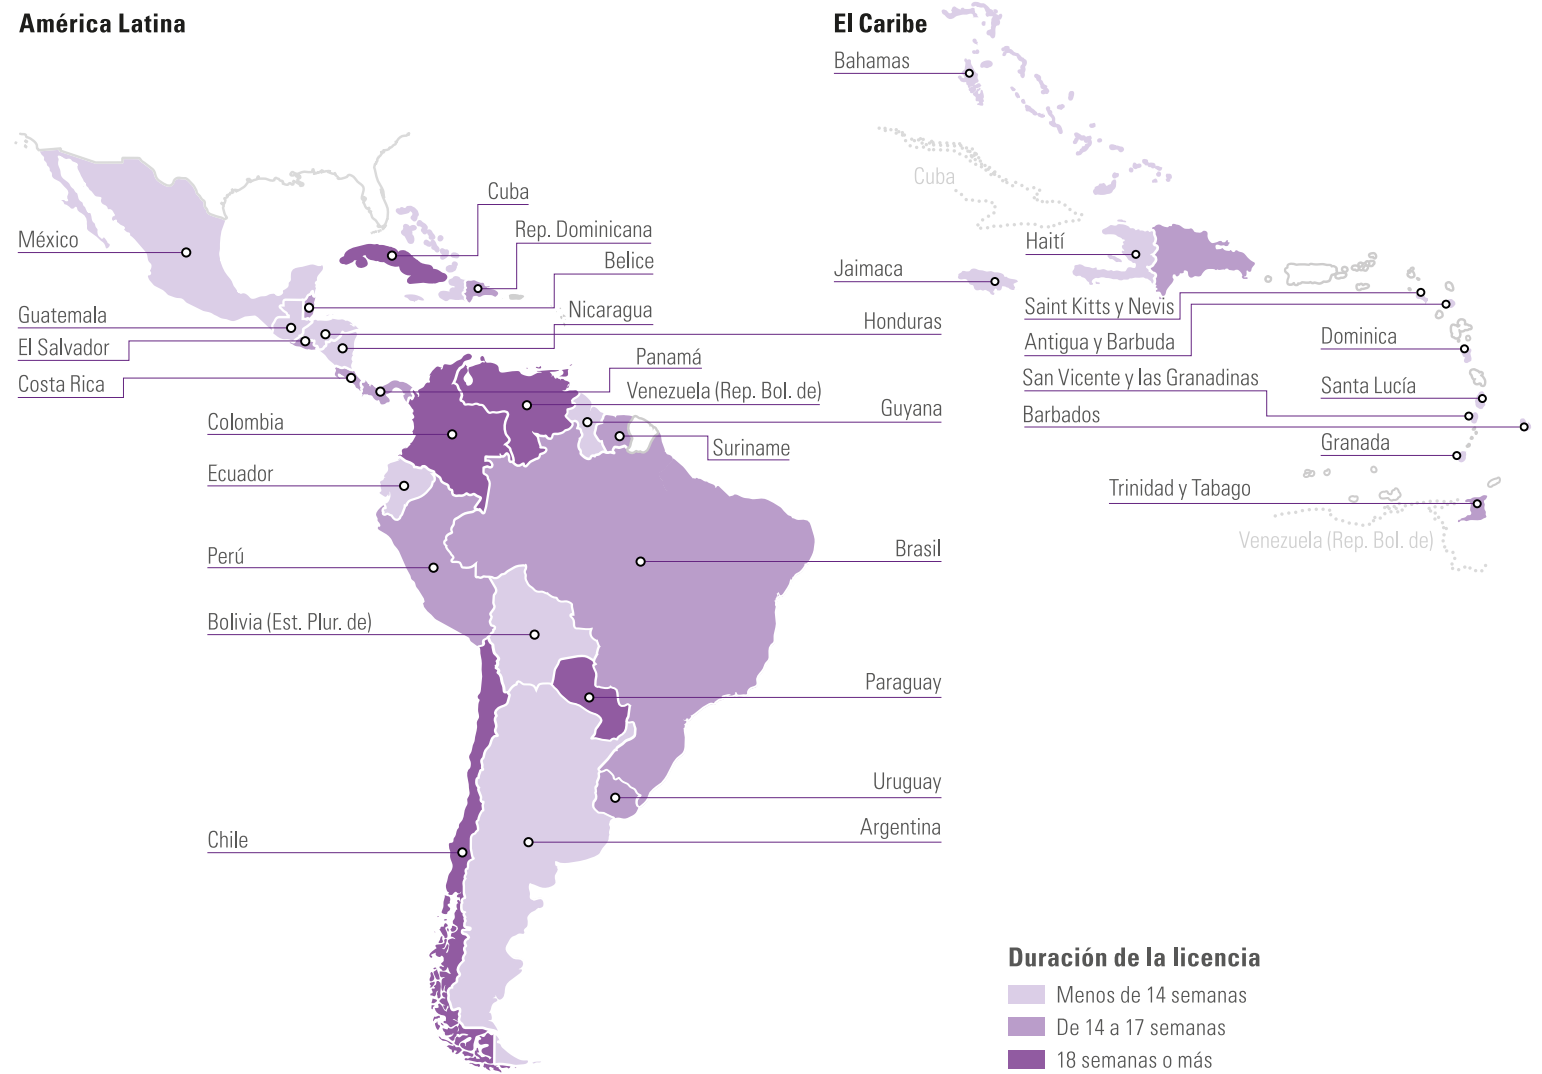 América Latina
México
Guatemala
El Salvador
Costa Rica
Cuba
Rep. Dominicana
Belice
Nicaragua
Honduras
Panamá
Venezuela (Rep. Bol. de)
Guyana
Suriname
Colombia
Ecuador
Perú
Bolivia (Est. Plur. de)
Chile
Brasil
Paraguay
Uruguay
Argentina
El Caribe
Bahamas
Cuba
Haití
Jaimaca
Saint Kitts y Nevis
Antigua y Barbuda
San Vicente y las Granadinas
Barbados
Dominica
Santa Lucía
Granada
Trinidad y Tabago
Venezuela (Rep. Bol. de)
Duración de la licencia
Menos de 14 semanas
De 14 a 17 semanas
18 semanas o más